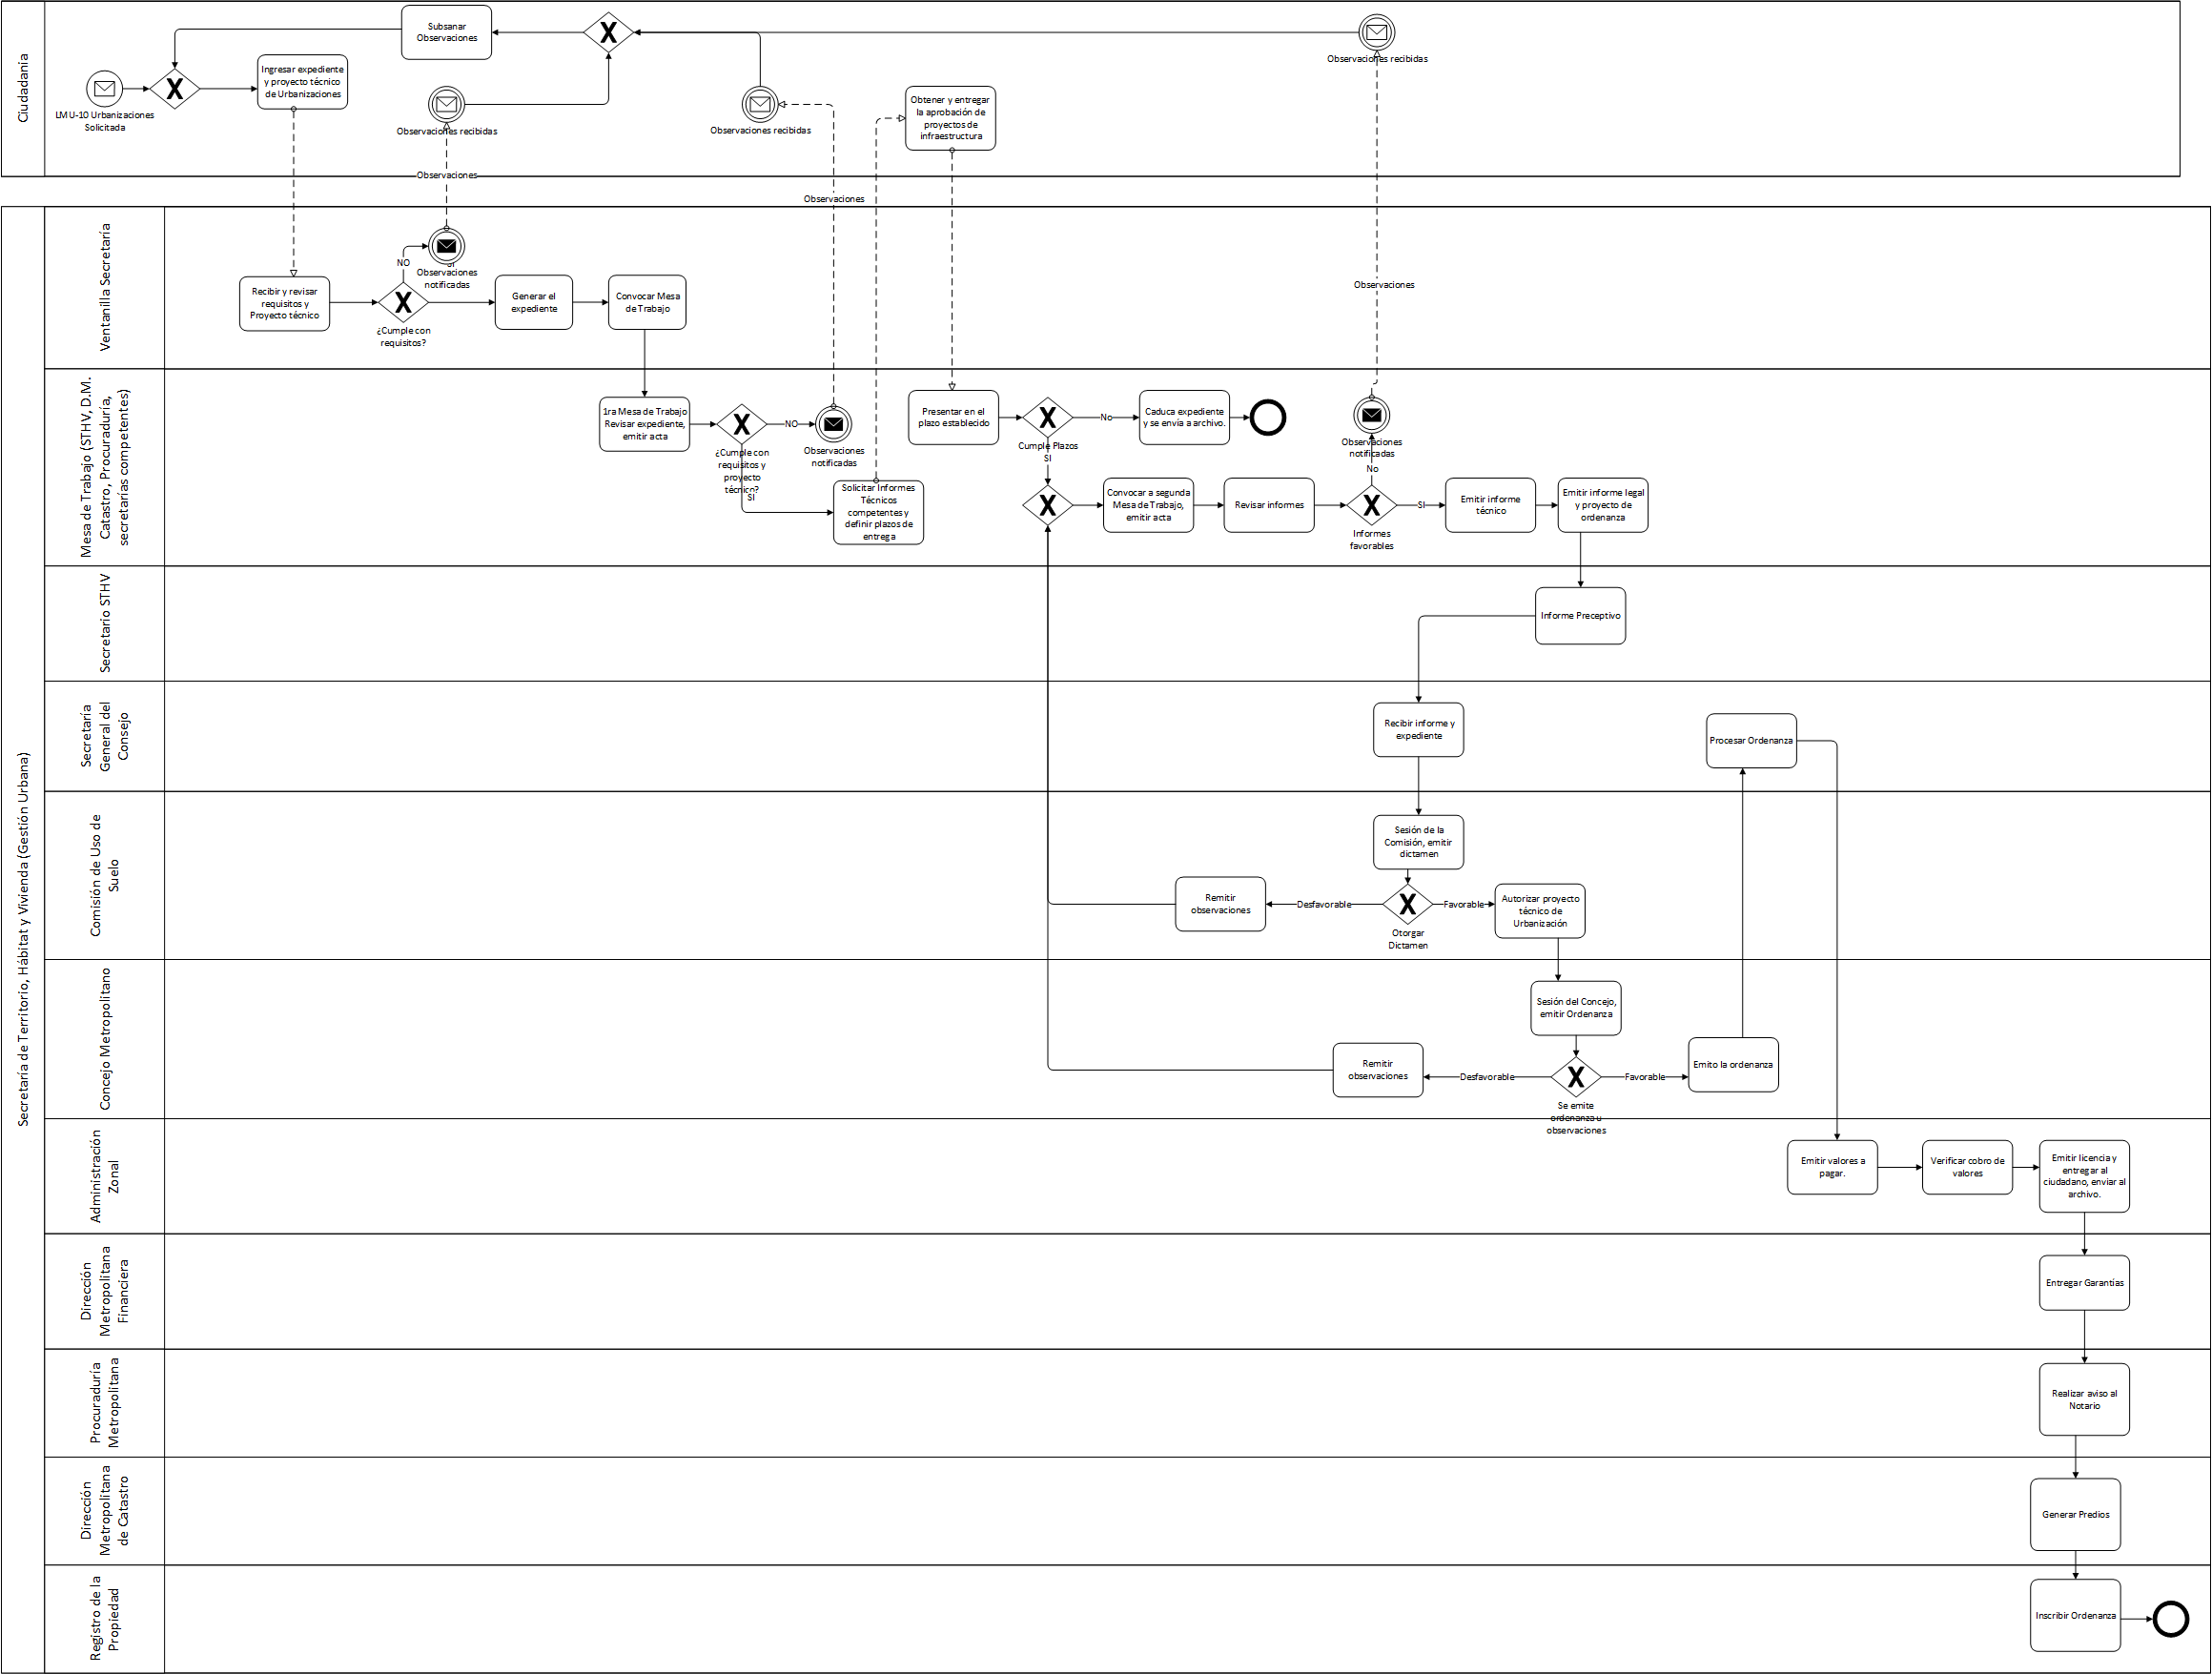 Ciudadania
Subsanar
Observaciones
Observaciones recibidas
Ingresar expediente
y proyecto técnico
de Urbanizaciones
LMU-10 Urbanizaciones
Solicitada
Observaciones recibidas
Observaciones recibidas
Obtener y entregar
la aprobación de
proyectos de
infraestructura
Observaciones
Observaciones
Observaciones
Secretaría de Territorio, Hábitat y Vivienda (Gestión Urbana)
Ventanilla Secretaría
Recibir y revisar
requisitos y
Proyecto técnico
NO
SI
¿Cumple con
requisitos?
Observaciones
notificadas
Generar el
expediente
Convocar Mesa
de Trabajo
Mesa de Trabajo (STHV, D.M.
Catastro, Procuraduría,
secretarías competentes)
1ra Mesa de Trabajo
Revisar expediente,
emitir acta
NO
¿Cumple con
requisitos y
proyecto
técnico?
SI
Observaciones
notificadas
Solicitar Informes
Técnicos
competentes y
definir plazos de
entrega
Presentar en el
plazo establecido
No
Cumple Plazos
SI
Caduca expediente
y se envía a archivo.
Observaciones
notificadas
No
Convocar a segunda
Mesa de Trabajo,
emitir acta
Revisar informes
Informes
favorables
SI
Emitir informe
técnico
Emitir informe legal
y proyecto de
ordenanza
Secretario STHV
Informe Preceptivo
Secretaría
General del
Consejo
Recibir informe y
expediente
Procesar Ordenanza
Comisión de Uso de
Suelo
Sesión de la
Comisión, emitir
dictamen
Remitir
observaciones
Desfavorable
Otorgar
Dictamen
Favorable
Autorizar proyecto
técnico de
Urbanización
Concejo Metropolitano
Sesión del Concejo,
emitir Ordenanza
Remitir
observaciones
Desfavorable
Se emite
ordenanza u
observaciones
Favorable
Emito la ordenanza
Administración
Zonal
Emitir valores a
pagar.
Verificar cobro de
valores
Emitir licencia y
entregar al
ciudadano, enviar al
archivo.
Dirección
Metropolitana
Financiera
Entregar Garantías
Procuraduría
Metropolitana
Realizar aviso al
Notario
Dirección
Metropolitana
de Catastro
Generar Predios
Registro de la
Propiedad
Inscribir Ordenanza